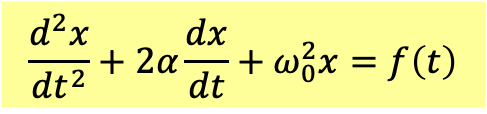 d²x/dt² + 2α dx/dt + ω₀²x = f(t)